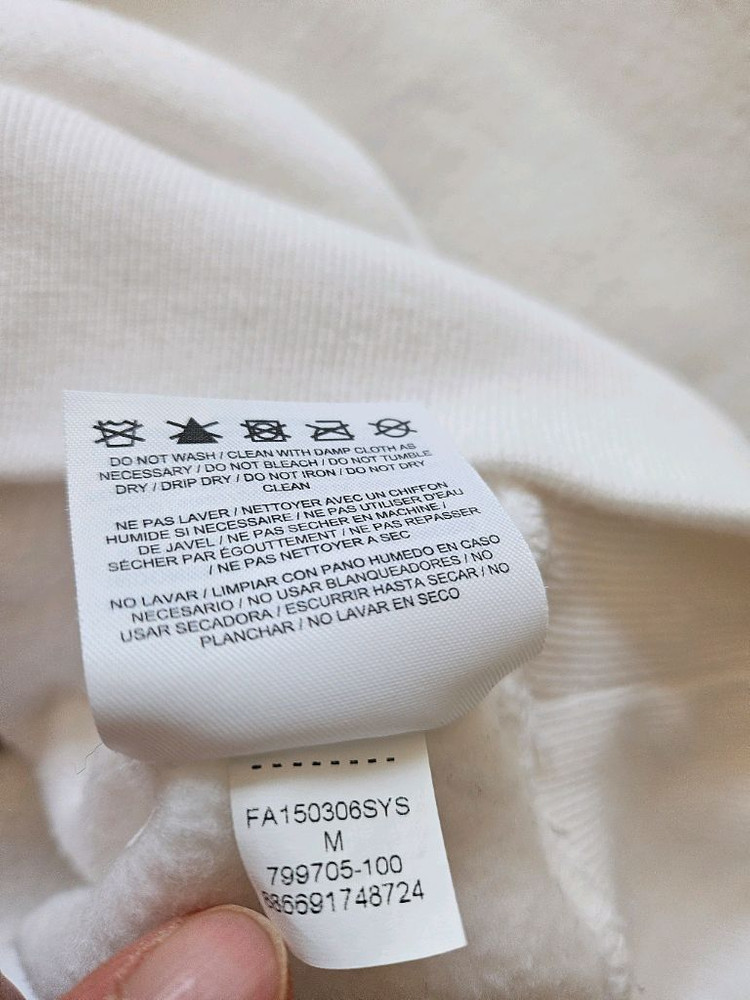 DO NOT WASH / CLEAN WITH DAMP CLOTH AS
NECESSARY / DO NOT BLEACH / DO NOT TUMBLE
DRY / DRIP DRY / DO NOT IRON / DO NOT DRY
CLEAN
NE PAS LAVER / NETTOYER AVEC UN CHIFFON
HUMIDE SI NECESSAIRE / NE PAS UTILISER D'EAU
DE JAVEL / NE PAS SECHER EN MACHINE /
SÉCHER PAR ÉGOUTTEMENT / NE PAS REPASSER
/ NE PAS NETTOYER A SEC
NO LAVAR / LIMPIAR CON PANO HUMEDO EN CASO
NECESARIO / NO USAR BLANQUEADORES / NO
USAR SECADORA / ESCURRIR HASTA SECAR / NO
PLANCHAR / NO LAVAR EN SECO
FA150306SYS
M
799705-100
886691748724